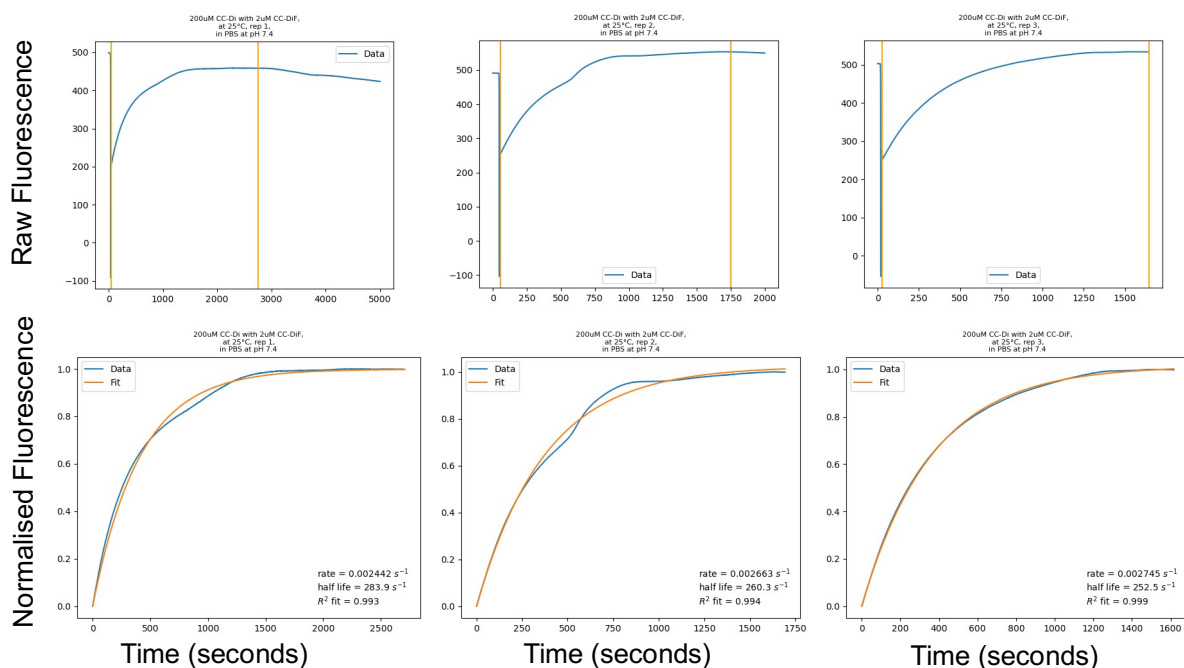 Raw Fluorescence
200uM CC-Di with 2uM CC-DiF,
at 25°C, rep 1,
in PBS at pH 7.4
500
400
300
200
100
0
−100
Data
0
1000
2000
3000
4000
5000
200uM CC-Di with 2uM CC-DiF,
at 25°C, rep 2,
in PBS at pH 7.4
500
400
300
200
100
0
−100
Data
0
250
500
750
1000
1250
1500
1750
2000
200uM CC-Di with 2uM CC-DiF,
at 25°C, rep 3,
in PBS at pH 7.4
500
400
300
200
100
0
Data
0
250
500
750
1000
1250
1500
Normalised Fluorescence
200uM CC-Di with 2uM CC-DiF,
at 25°C, rep 1,
in PBS at pH 7.4
1.0
0.8
0.6
0.4
0.2
0.0
Data
Fit
rate = 0.002442 s⁻¹
half life = 283.9 s⁻¹
R² fit = 0.993
0
500
1000
1500
2000
2500
Time (seconds)
200uM CC-Di with 2uM CC-DiF,
at 25°C, rep 2,
in PBS at pH 7.4
1.0
0.8
0.6
0.4
0.2
0.0
Data
Fit
rate = 0.002663 s⁻¹
half life = 260.3 s⁻¹
R² fit = 0.994
0
250
500
750
1000
1250
1500
1750
Time (seconds)
200uM CC-Di with 2uM CC-DiF,
at 25°C, rep 3,
in PBS at pH 7.4
1.0
0.8
0.6
0.4
0.2
0.0
Data
Fit
rate = 0.002745 s⁻¹
half life = 252.5 s⁻¹
R² fit = 0.999
0
200
400
600
800
1000
1200
1400
1600
Time (seconds)